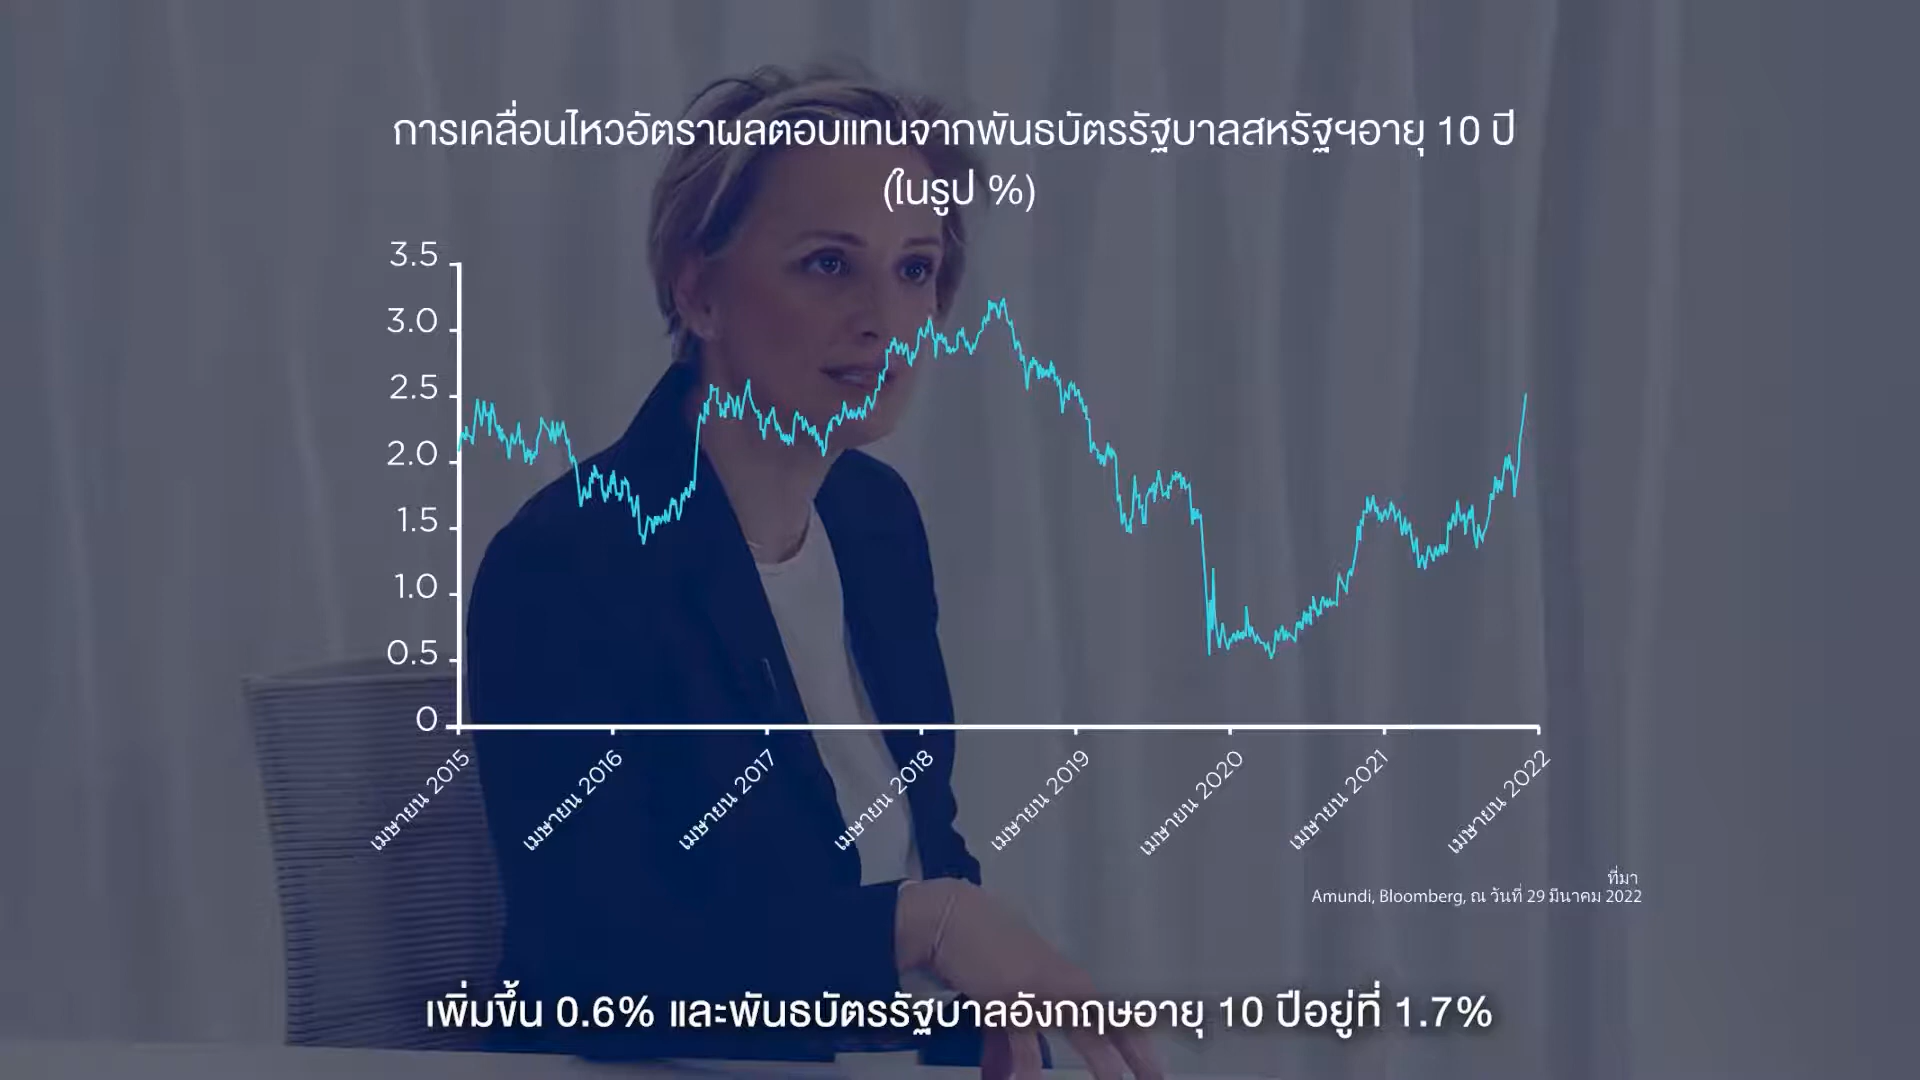 การเคลื่อนไหวอัตราผลตอบแทนจากพันธบัตรรัฐบาลสหรัฐฯอายุ 10 ปี
(ในรูป %)
3.5
3.0
2.5
2.0
1.5
1.0
0.5
0
เมษายน 2015
เมษายน 2016
เมษายน 2017
เมษายน 2018
เมษายน 2019
เมษายน 2020
เมษายน 2021
เมษายน 2022
ที่มา
Amundi, Bloomberg, ณ วันที่ 29 มีนาคม 2022
เพิ่มขึ้น 0.6% และพันธบัตรรัฐบาลอังกฤษอายุ 10 ปีอยู่ที่ 1.7%